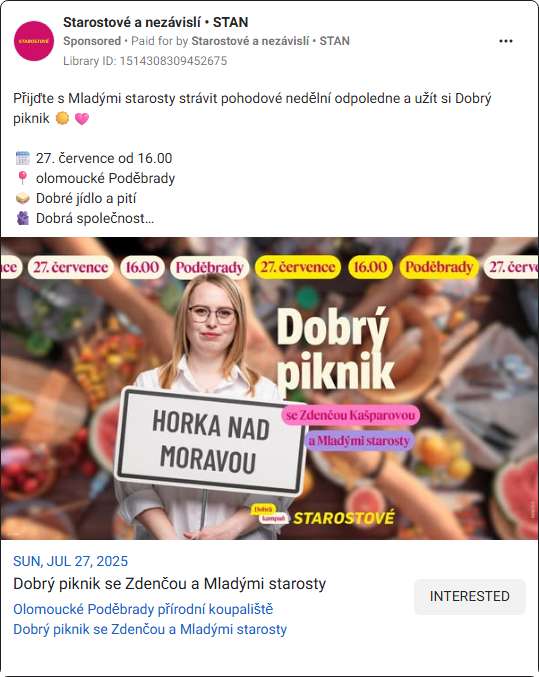 Starostové a nezávislí • STAN
Sponsored • Paid for by Starostové a nezávislí • STAN
Library ID: 1514308309452675
STAROSTOVÉ
Přijďte s Mladými starosty strávit pohodové nedělní odpoledne a užít si Dobrý
piknik 🌼 🩷
🗓️ 27. července od 16.00
📍 olomoucké Poděbrady
🥪 Dobré jídlo a pití
🍇 Dobrá společnost...
ce 27. července 16.00 Poděbrady 27. července 16.00 Poděbrady 27. červ
Dobrý
piknik
se Zdenčou Kašparovou
a Mladými starosty
HORKA NAD
MORAVOU
Dobrá
kampaň
STAROSTOVÉ
SUN, JUL 27, 2025
Dobrý piknik se Zdenčou a Mladými starosty
Olomoucké Poděbrady přírodní koupaliště
Dobrý piknik se Zdenčou a Mladými starosty
INTERESTED